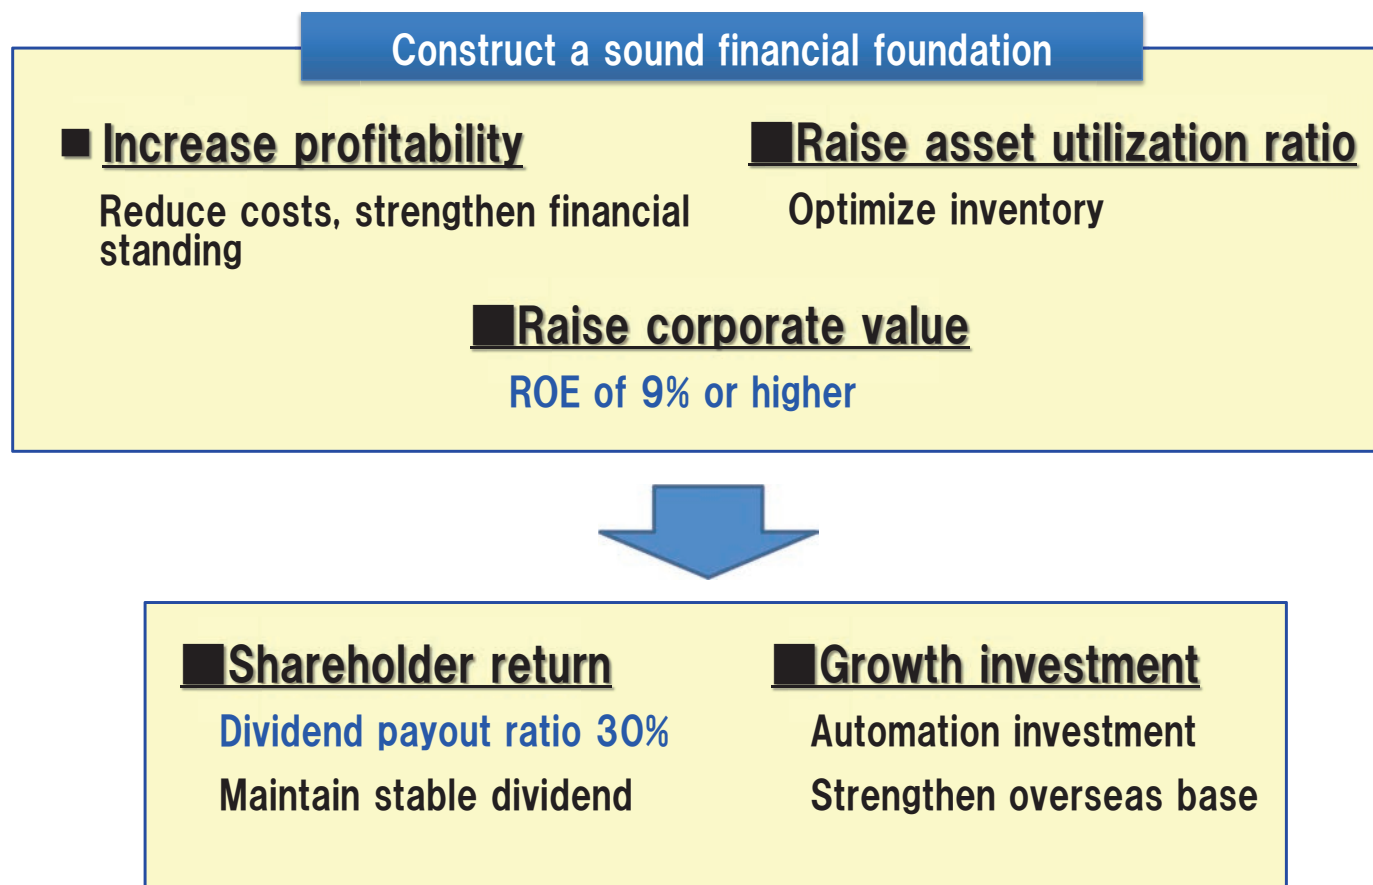 Construct a sound financial foundation
■ Increase profitability
Reduce costs, strengthen financial
standing
■Raise asset utilization ratio
Optimize inventory
■Raise corporate value
ROE of 9% or higher
■Shareholder return
Dividend payout ratio 30%
Maintain stable dividend
■Growth investment
Automation investment
Strengthen overseas base